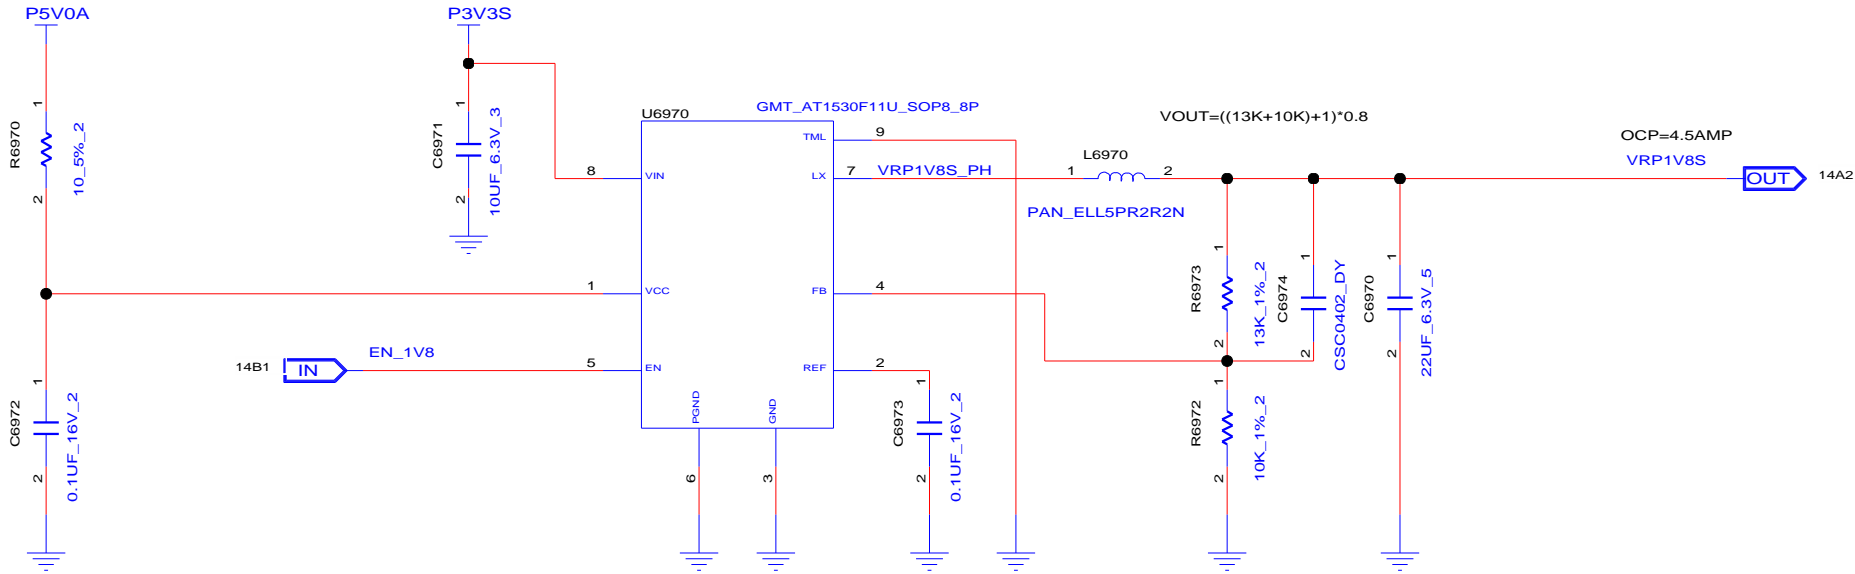 P5V0A
P3V3S
1
R6970
10_5%_2
2
1
C6971
10UF_6.3V_3
2
U6970
GMT_AT1530F11U_SOP8_8P
TML
9
8
VIN
LX
7
VRP1V8S_PH
1
L6970
2
PAN_ELL5PR2R2N
VOUT=((13K+10K)+1)*0.8
OCP=4.5AMP
VRP1V8S
OUT
14A2
1
VCC
FB
4
1
R6973
13K_1%_2
2
1
C6974
CSC0402_DY
2
1
C6970
22UF_6.3V_5
2
14B1
IN
EN_1V8
5
EN
REF
2
PGND
GND
6
3
1
C6972
0.1UF_16V_2
2
1
C6973
0.1UF_16V_2
2
1
R6972
10K_1%_2
2